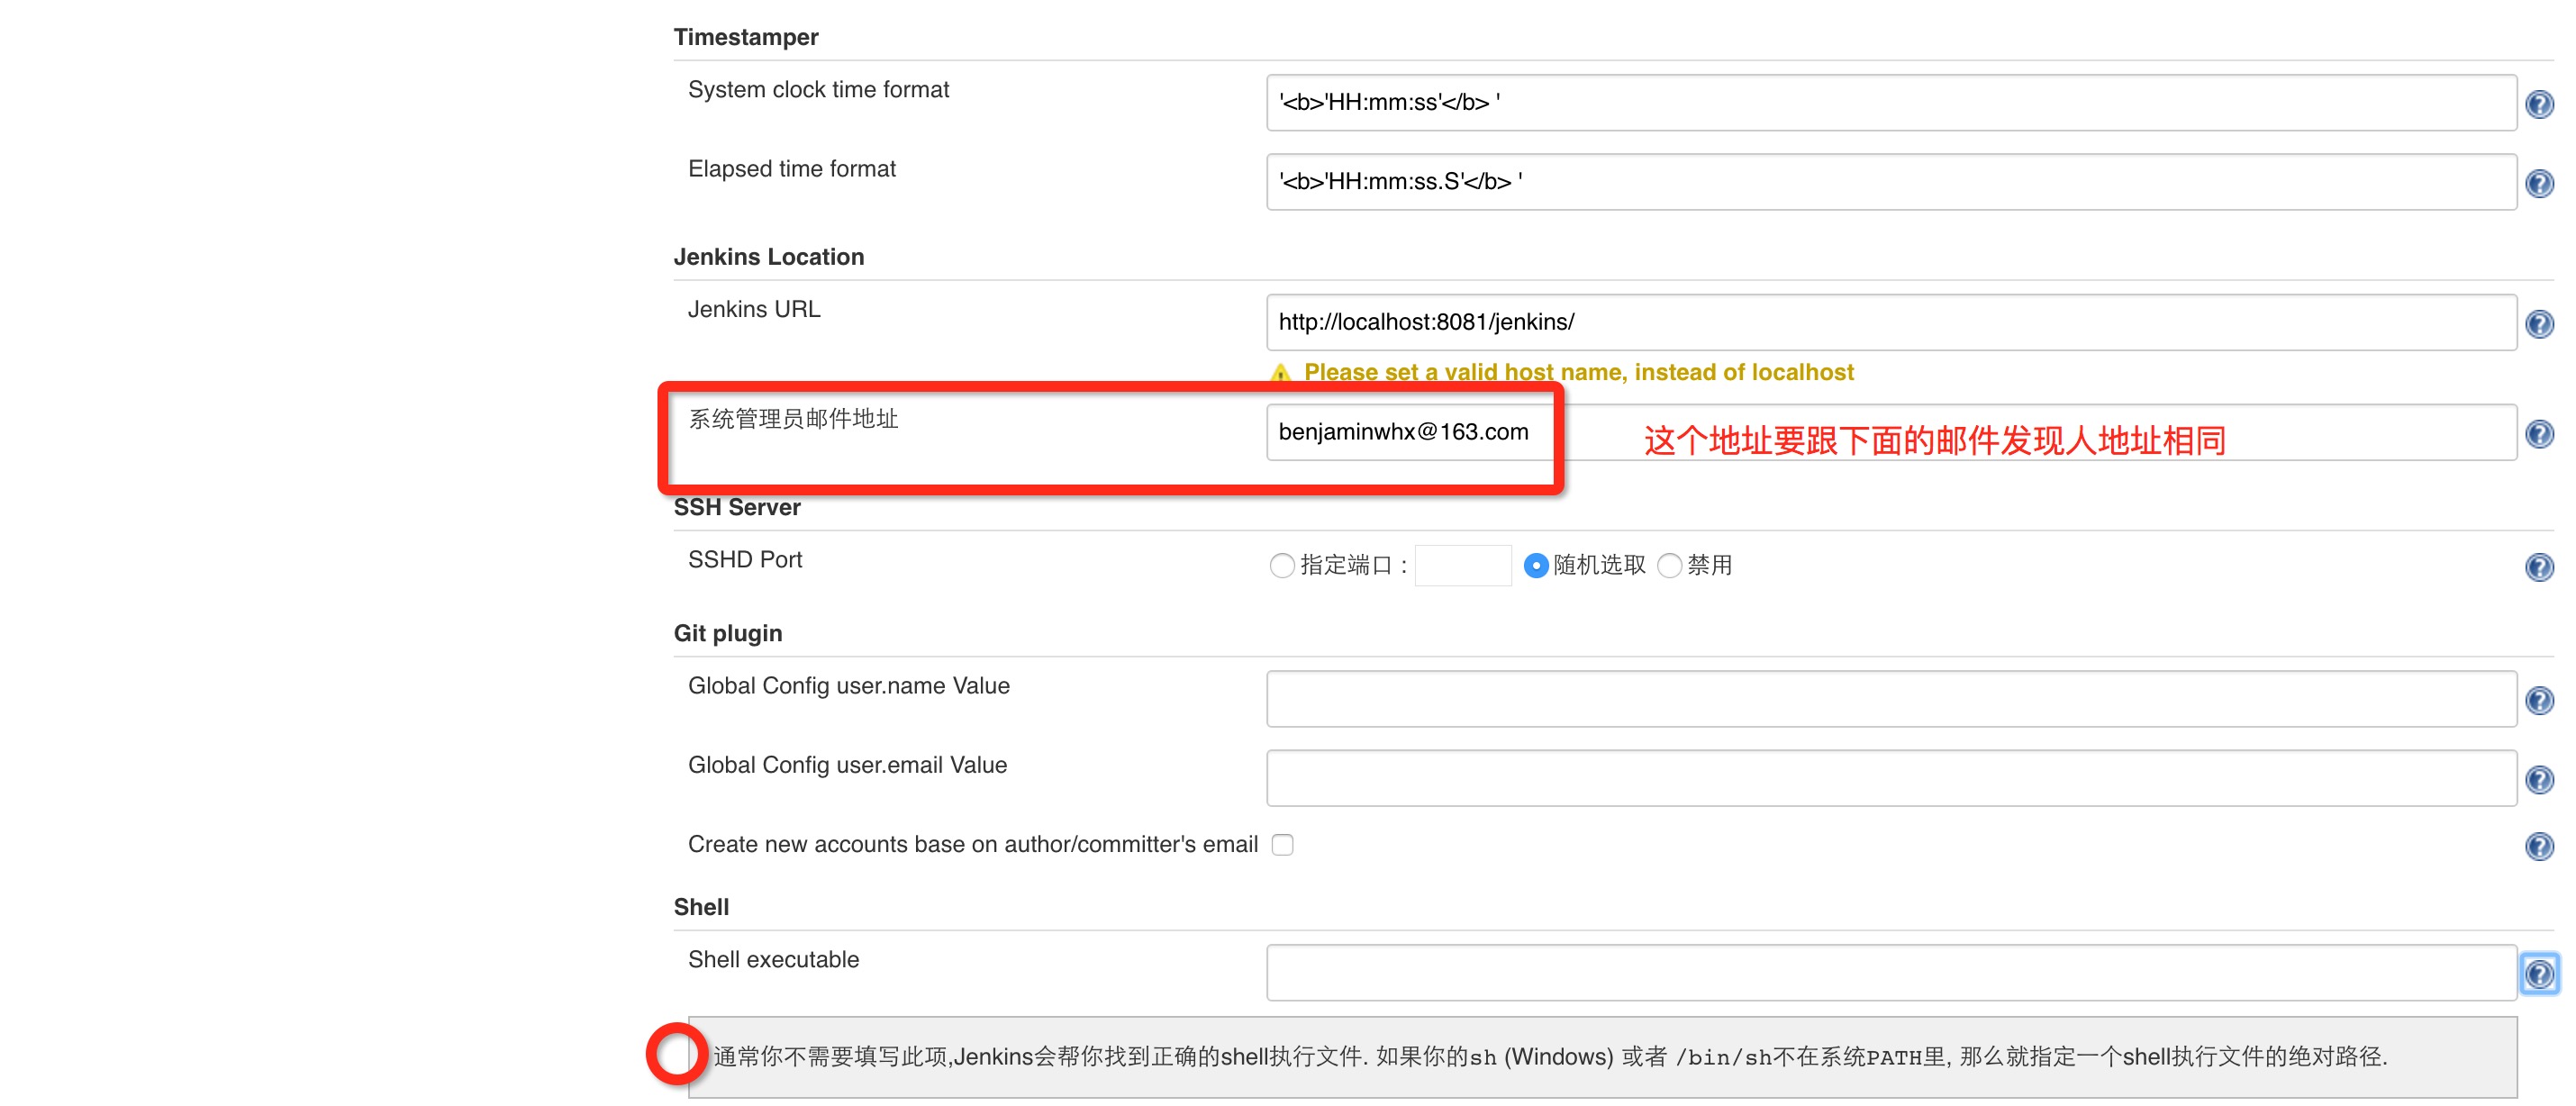 Timestamper
System clock time format
'<b>'HH:mm:ss'</b> '
Elapsed time format
'<b>'HH:mm:ss.S'</b> '
Jenkins Location
Jenkins URL
http://localhost:8081/jenkins/
Please set a valid host name, instead of localhost
系统管理员邮件地址
benjaminwhx@163.com
这个地址要跟下面的邮件发现人地址相同
SSH Server
SSHD Port
指定端口 : 随机选取 禁用
Git plugin
Global Config user.name Value
Global Config user.email Value
Create new accounts base on author/committer's email
Shell
Shell executable
通常你不需要填写此项,Jenkins会帮你找到正确的shell执行文件. 如果你的sh (Windows) 或者 /bin/sh不在系统PATH里, 那么就指定一个shell执行文件的绝对路径.